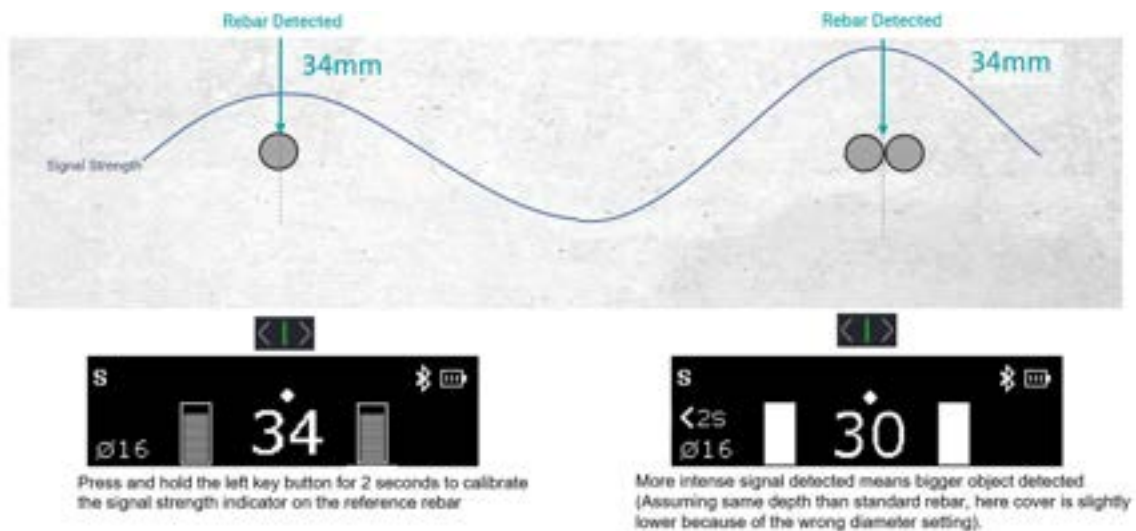 Rebar Detected
Rebar Detected
34mm
34mm
Signal Strength
S
34
Ø16
Press and hold the left key button for 2 seconds to calibrate
the signal strength indicator on the reference rebar
S
<2s
30
Ø16
More intense signal detected means bigger object detected
(Assuming same depth than standard rebar, here cover is slightly
lower because of the wrong diameter setting).